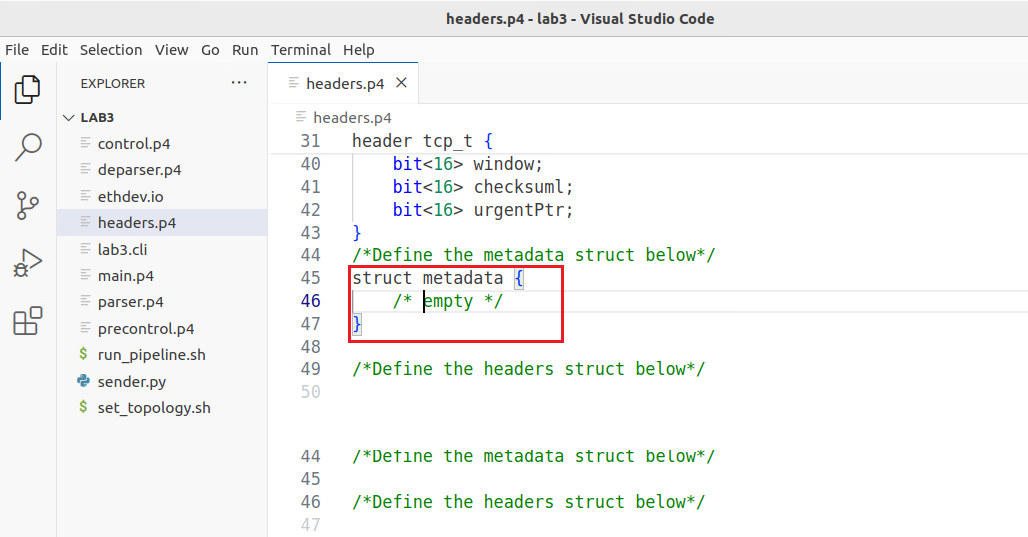 headers.p4 - lab3 - Visual Studio Code
File Edit Selection View Go Run Terminal Help
EXPLORER ···
LAB3
control.p4
deparser.p4
ethdev.io
headers.p4
lab3.cli
main.p4
parser.p4
precontrol.p4
$ run_pipeline.sh
sender.py
$ set_topology.sh
headers.p4 ×
headers.p4
31 header tcp_t {
40 bit<16> window;
41 bit<16> checksuml;
42 bit<16> urgentPtr;
43 }
44 /*Define the metadata struct below*/
45 struct metadata {
46 /* empty */
47 }
48
49 /*Define the headers struct below*/
50
44 /*Define the metadata struct below*/
45
46 /*Define the headers struct below*/
47